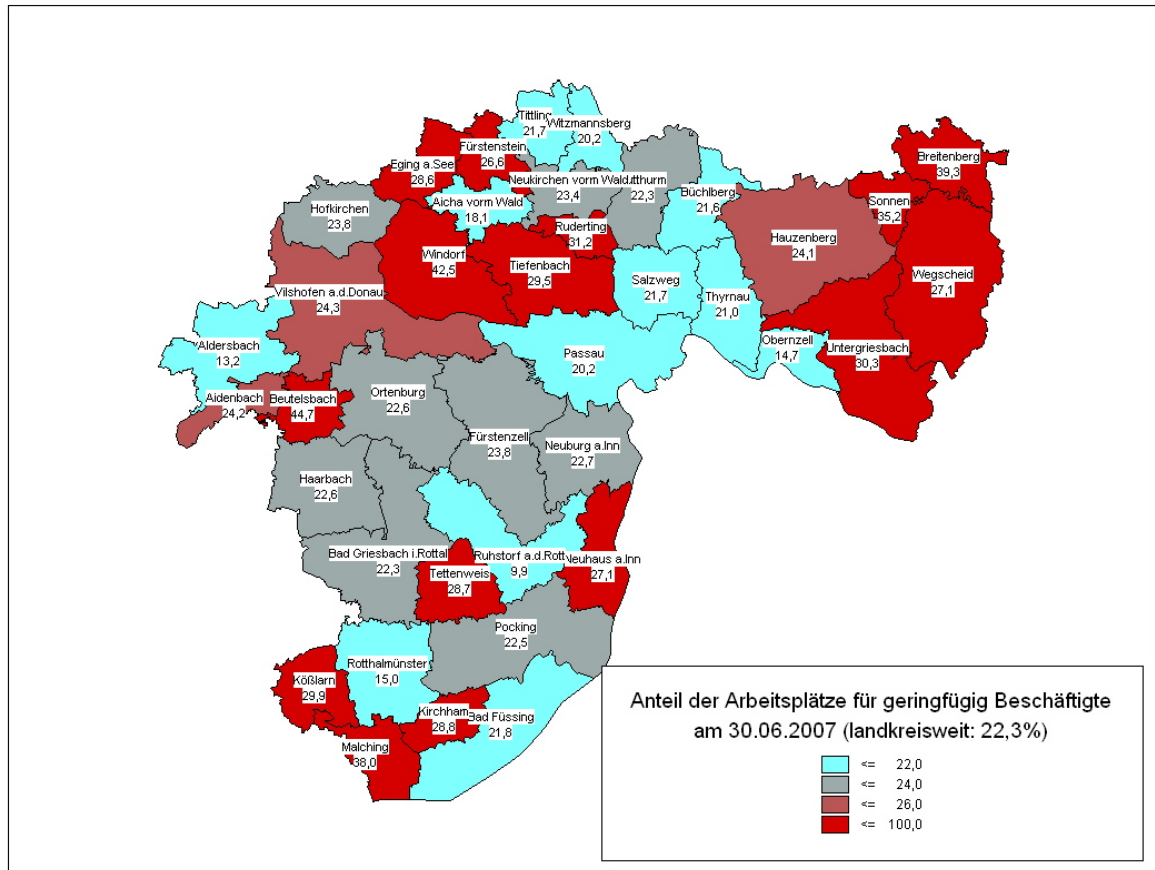 Tittling
21,7
Witzmannsberg
20,2
Fürstenstein
26,6
Eging a.See
28,6
Breitenberg
39,3
Neukirchen vorm Wald
23,4
utthurm
22,3
Büchlberg
21,6
Sonnen
35,2
Aicha vorm Wald
18,1
Hofkirchen
23,8
Ruderting
31,2
Hauzenberg
24,1
Windorf
42,5
Tiefenbach
29,5
Wegscheid
27,1
Salzweg
21,7
Thyrnau
21,0
Vilshofen a.d.Donau
24,3
Aldersbach
13,2
Obernzell
14,7
Untergriesbach
30,3
Passau
20,2
Aidenbach
24,2
Beutelsbach
44,7
Ortenburg
22,6
Fürstenzell
23,8
Neuburg a.Inn
22,7
Haarbach
22,6
Bad Griesbach i.Rottal
22,3
Ruhstorf a.d.Rott
9,9
Neuhaus a.Inn
27,1
Tettenweis
28,7
Pocking
22,5
Rotthalmünster
15,0
Kößlarn
29,9
Kirchham
28,8
Bad Füssing
21,8
Malching
38,0
Anteil der Arbeitsplätze für geringfügig Beschäftigte
am 30.06.2007 (landkreisweit: 22,3%)
<= 22,0
<= 24,0
<= 26,0
<= 100,0